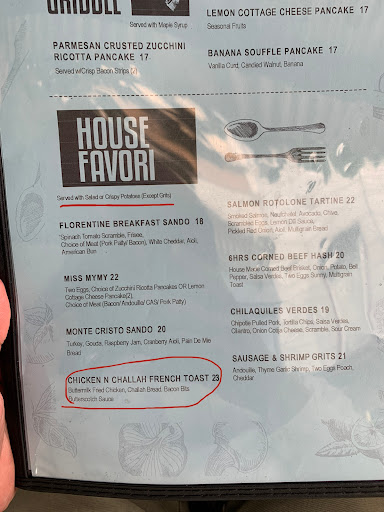 GRIDDLE
Served with Maple Syrup
PARMESAN CRUSTED ZUCCHINI
RICOTTA PANCAKE 17
Served w/Crisp Bacon Strips (2)
LEMON COTTAGE CHEESE PANCAKE 17
Seasonal Fruits
BANANA SOUFFLE PANCAKE 17
Vanilla Curd, Candied Walnut, Banana
HOUSE
FAVORI
Served with Salad or Crispy Potatoes (Except Grits)
FLORENTINE BREAKFAST SANDO 18
Spinach Tomato Scramble, Frisee,
Choice of Meat (Pork Patty/Bacon), White Cheddar, Aioli,
American Bun
MISS MYMY 22
Two Eggs, Choice of Zucchini Ricotta Pancakes OR Lemon
Cottage Cheese Pancake(2),
Choice of Meat (Bacon/Andouille/ CAS/ Pork Patty)
MONTE CRISTO SANDO 20
Turkey, Gouda, Raspberry Jam, Cranberry Aioli, Pain De Mie
Bread
CHICKEN N CHALLAH FRENCH TOAST 23
Buttermilk Fried Chicken, Challah Bread, Bacon Bits,
Butterscotch Sauce
SALMON ROTOLONE TARTINE 22
Smoked Salmon, Neufchatel, Avocado, Chive,
Scrambled Eggs, Lemon Dill Sauce,
Pickled Red Onion, Aioli, Multigrain Bread
6HRS CORNED BEEF HASH 20
House Made Corned Beef Brisket, Onion, Potato, Bell
Pepper, Salsa Verdes, Two Eggs Sunny, Multigrain
Toast
CHILAQUILES VERDES 19
Chipotle Pulled Pork, Tortilla Chips, Salsa Verdes,
Cilantro, Onion, Cotija Cheese, Scramble, Sour Cream
SAUSAGE & SHRIMP GRITS 21
Andouille, Thyme Garlic Shrimp, Two Eggs Poach,
Cheddar